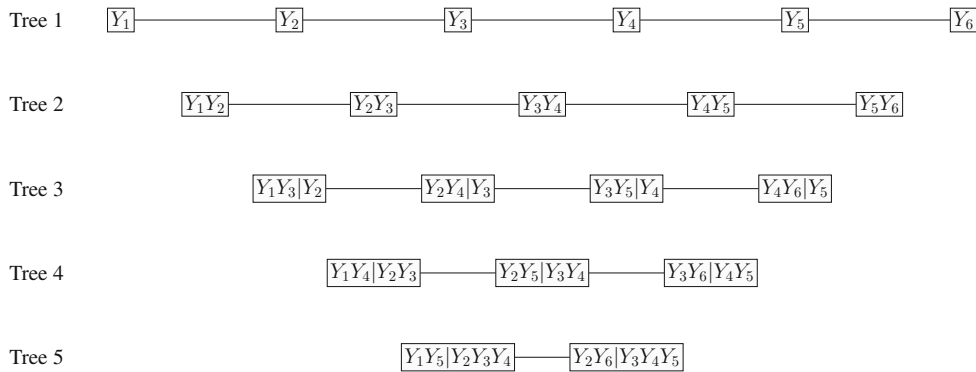 Tree 1 Y₁ Y₂ Y₃ Y₄ Y₅ Y₆
Tree 2 Y₁Y₂ Y₂Y₃ Y₃Y₄ Y₄Y₅ Y₅Y₆
Tree 3 Y₁Y₃|Y₂ Y₂Y₄|Y₃ Y₃Y₅|Y₄ Y₄Y₆|Y₅
Tree 4 Y₁Y₄|Y₂Y₃ Y₂Y₅|Y₃Y₄ Y₃Y₆|Y₄Y₅
Tree 5 Y₁Y₅|Y₂Y₃Y₄ Y₂Y₆|Y₃Y₄Y₅